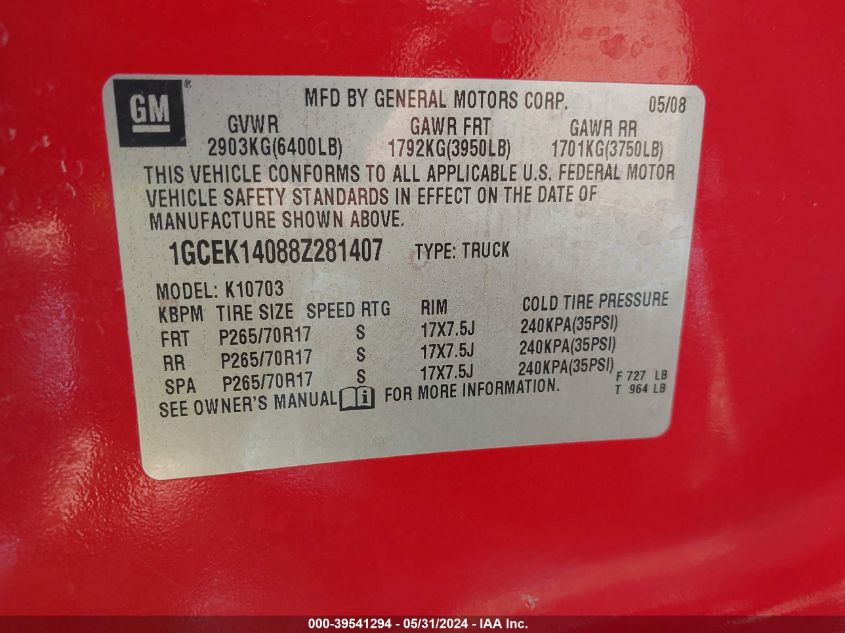 GM®
MFD BY GENERAL MOTORS CORP. 05/08
GVWR GAWR FRT GAWR RR
2903KG(6400LB) 1792KG(3950LB) 1701KG(3750LB)
THIS VEHICLE CONFORMS TO ALL APPLICABLE U.S. FEDERAL MOTOR
VEHICLE SAFETY STANDARDS IN EFFECT ON THE DATE OF
MANUFACTURE SHOWN ABOVE.
1GCEK14088Z281407 TYPE: TRUCK
MODEL: K10703
KBPM TIRE SIZE SPEED RTG RIM COLD TIRE PRESSURE
FRT P265/70R17 S 17X7.5J 240KPA(35PSI)
RR P265/70R17 S 17X7.5J 240KPA(35PSI)
SPA P265/70R17 S 17X7.5J 240KPA(35PSI)
F 727 LB
T 964 LB
SEE OWNER'S MANUAL i FOR MORE INFORMATION.
000-39541294 - 05/31/2024 - IAA Inc.